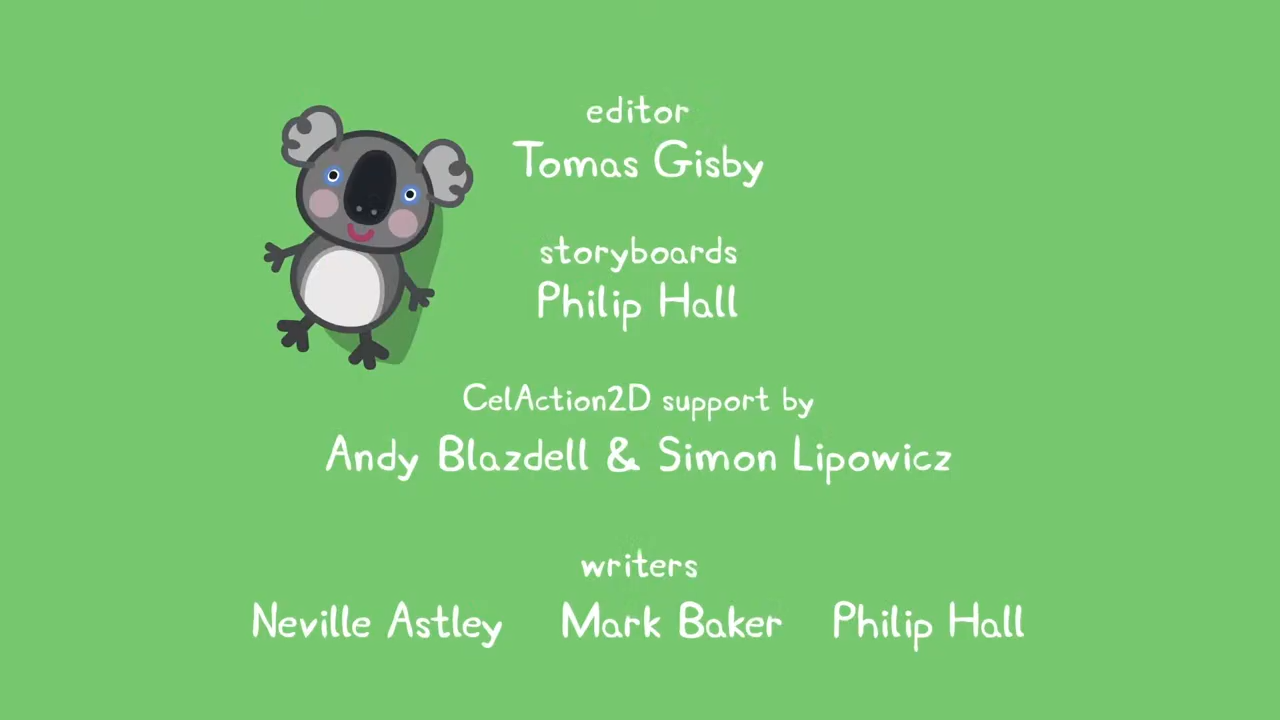 editor
Tomas Gisby
storyboards
Philip Hall
CelAction2D support by
Andy Blazdell & Simon Lipowicz
writers
Neville Astley Mark Baker Philip Hall